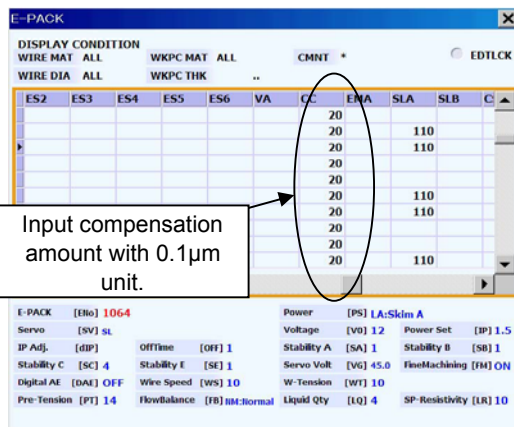 E-PACK
DISPLAY CONDITION
WIRE MAT ALL WKPC MAT ALL CMNT * EDTLCK
WIRE DIA ALL WKPC THK ..
ES2 ES3 ES4 ES5 ES6 VA CC EMA SLA SLB
20
20 110
20 110
20
20
20 110
20 110
20
20
20 110
Input compensation
amount with 0.1µm
unit.
E-PACK [ENo] 1064 Power [PS] LA:Skim A
Servo [SV] SL Voltage [V0] 12 Power Set [IP] 1.5
IP Adj. [dIP] OffTime [OFF] 1 Stability A [SA] 1 Stability B [SB] 1
Stability C [SC] 4 Stability E [SE] 1 Servo Volt [VG] 45.0 FineMachining [FM] ON
Digital AE [DAE] OFF Wire Speed [WS] 10 W-Tension [WT] 10
Pre-Tension [PT] 14 FlowBalance [FB] NM:Normal Liquid Qty [LQ] 4 SP-Resistivity [LR] 10